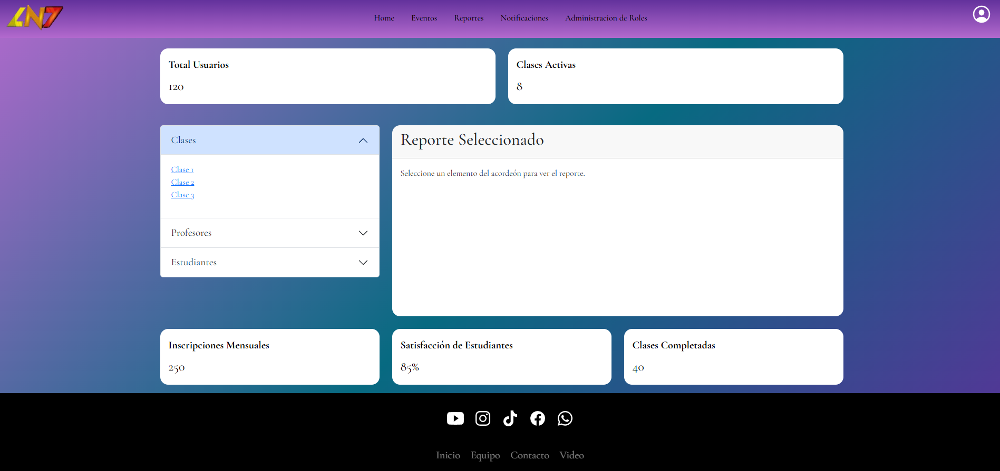 LN7
Home Eventos Reportes Notificaciones Administracion de Roles
Total Usuarios
120
Clases Activas
8
Clases
Clase 1
Clase 2
Clase 3
Profesores
Estudiantes
Reporte Seleccionado
Seleccione un elemento del acordeón para ver el reporte.
Inscripciones Mensuales
250
Satisfacción de Estudiantes
85%
Clases Completadas
40
Inicio Equipo Contacto Video